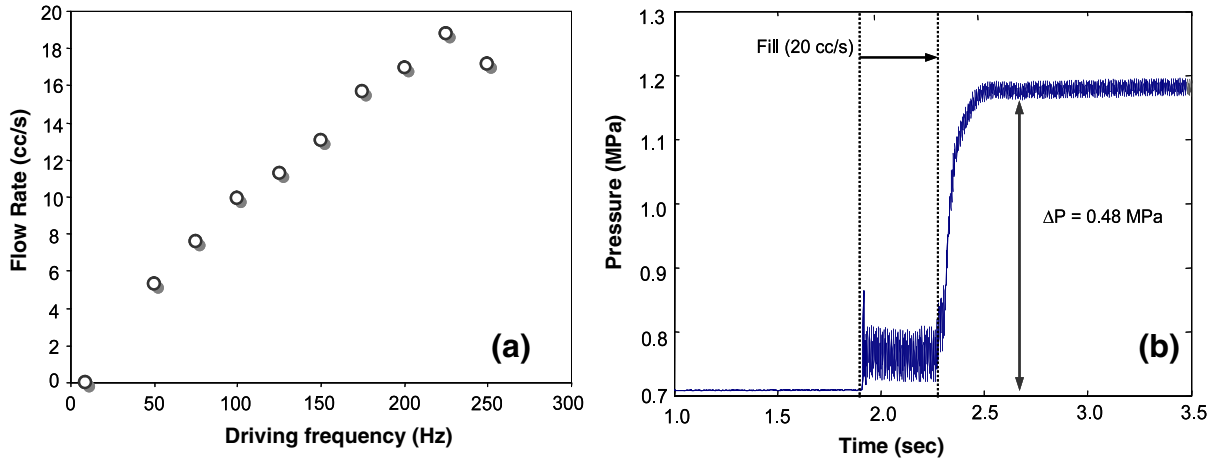 20
18
16
14
12
10
8
6
4
2
0
Flow Rate (cc/s)
0 50 100 150 200 250 300
Driving frequency (Hz)
(a)
1.3
1.2
1.1
1.0
0.9
0.8
0.7
Pressure (MPa)
Fill (20 cc/s)
ΔP = 0.48 MPa
(b)
1.0 1.5 2.0 2.5 3.0 3.5
Time (sec)